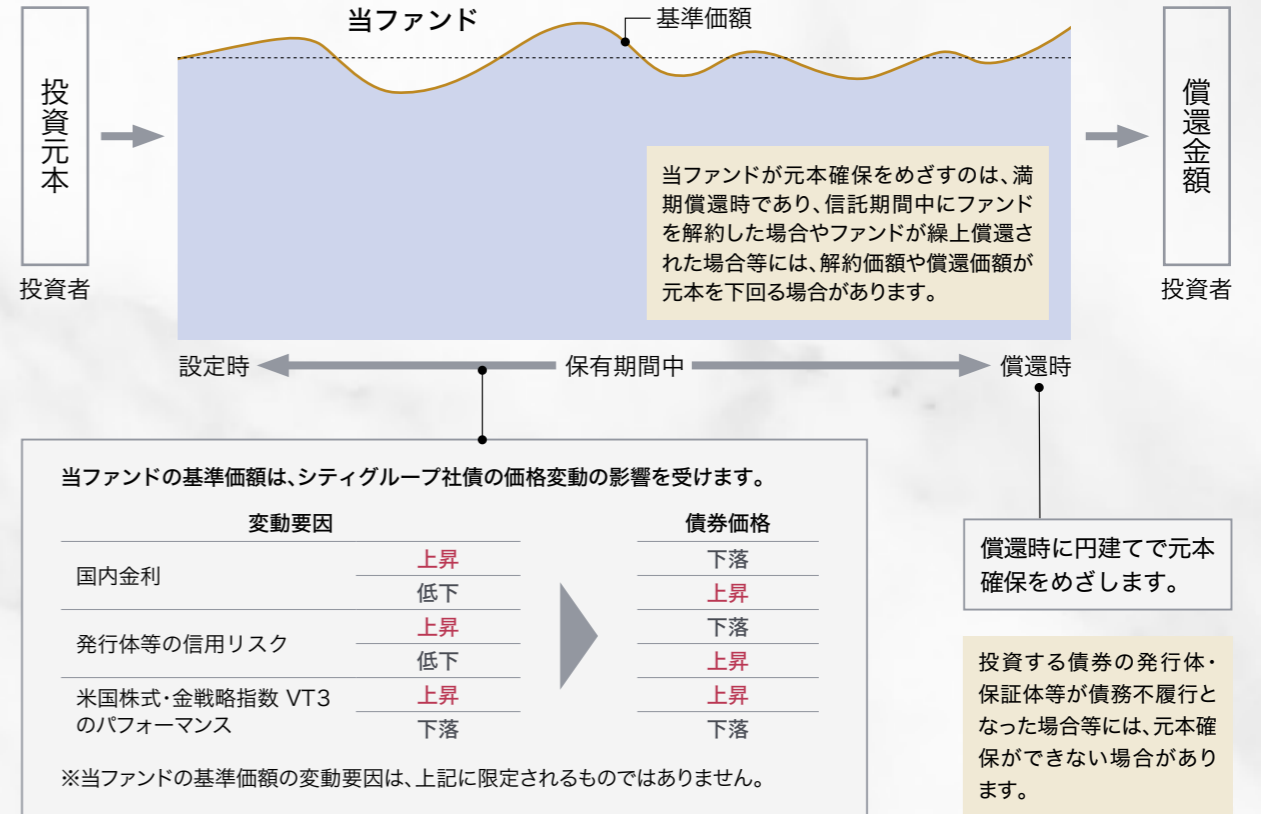 当ファンド
基準価額
投資元本
投資者
償還金額
投資者
当ファンドが元本確保をめざすのは、満
期償還時であり、信託期間中にファンド
を解約した場合やファンドが繰上償還さ
れた場合等には、解約価額や償還価額が
元本を下回る場合があります。
設定時
保有期間中
償還時
当ファンドの基準価額は、シティグループ社債の価格変動の影響を受けます。
変動要因
債券価格
国内金利
上昇
下落
低下
上昇
発行体等の信用リスク
上昇
下落
低下
上昇
米国株式・金戦略指数 VT3
のパフォーマンス
上昇
上昇
下落
下落
※当ファンドの基準価額の変動要因は、上記に限定されるものではありません。
償還時に円建てで元本
確保をめざします。
投資する債券の発行体・
保証体等が債務不履行と
なった場合等には、元本確
保ができない場合があり
ます。